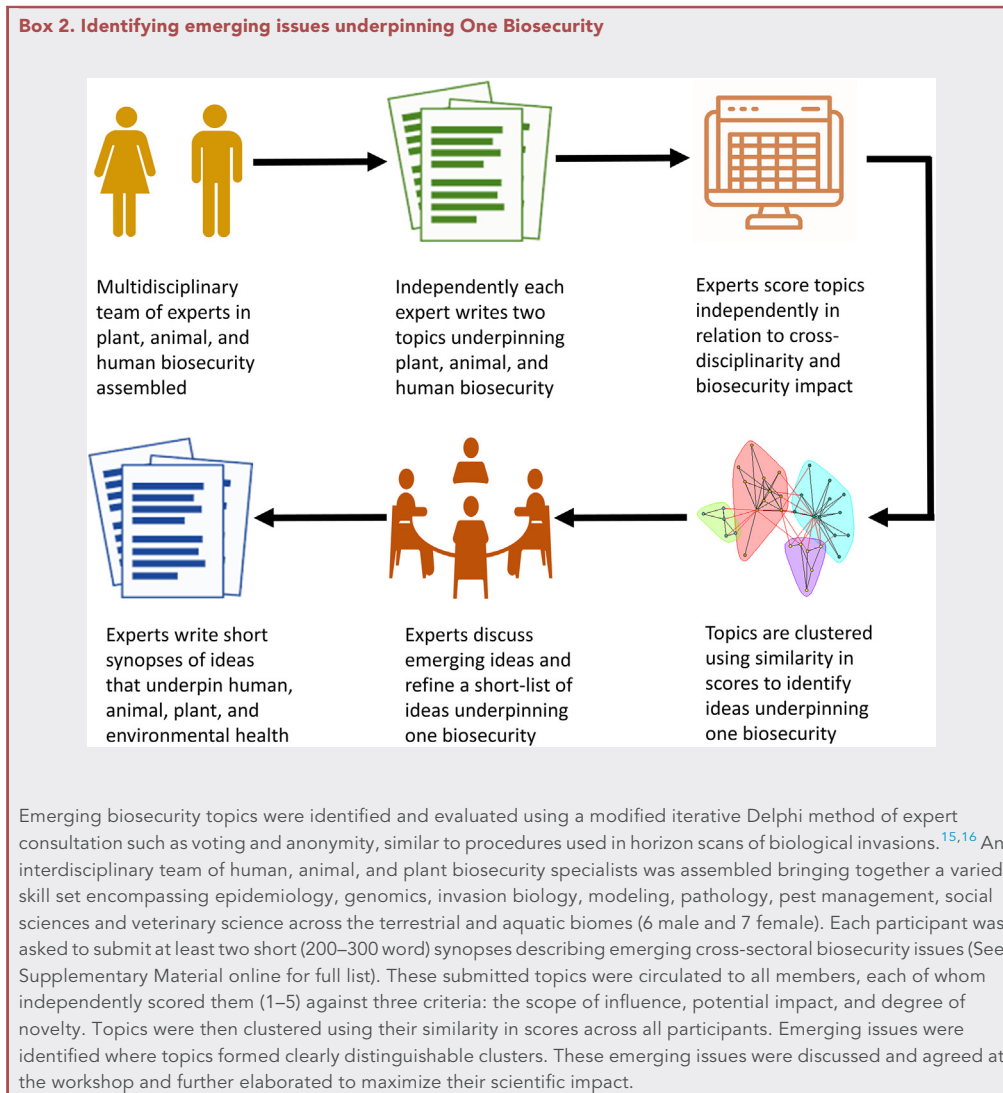 Box 2. Identifying emerging issues underpinning One Biosecurity
Multidisciplinary
team of experts in
plant, animal, and
human biosecurity
assembled
Independently each
expert writes two
topics underpinning
plant, animal, and
human biosecurity
Experts score topics
independently in
relation to cross-
disciplinarity and
biosecurity impact
Experts write short
synopses of ideas
that underpin human,
animal, plant, and
environmental health
Experts discuss
emerging ideas and
refine a short-list of
ideas underpinning
one biosecurity
Topics are clustered
using similarity in
scores to identify
ideas underpinning
one biosecurity
Emerging biosecurity topics were identified and evaluated using a modified iterative Delphi method of expert
consultation such as voting and anonymity, similar to procedures used in horizon scans of biological invasions.15,16 An
interdisciplinary team of human, animal, and plant biosecurity specialists was assembled bringing together a varied
skill set encompassing epidemiology, genomics, invasion biology, modeling, pathology, pest management, social
sciences and veterinary science across the terrestrial and aquatic biomes (6 male and 7 female). Each participant was
asked to submit at least two short (200–300 word) synopses describing emerging cross-sectoral biosecurity issues (See
Supplementary Material online for full list). These submitted topics were circulated to all members, each of whom
independently scored them (1–5) against three criteria: the scope of influence, potential impact, and degree of
novelty. Topics were then clustered using their similarity in scores across all participants. Emerging issues were
identified where topics formed clearly distinguishable clusters. These emerging issues were discussed and agreed at
the workshop and further elaborated to maximize their scientific impact.